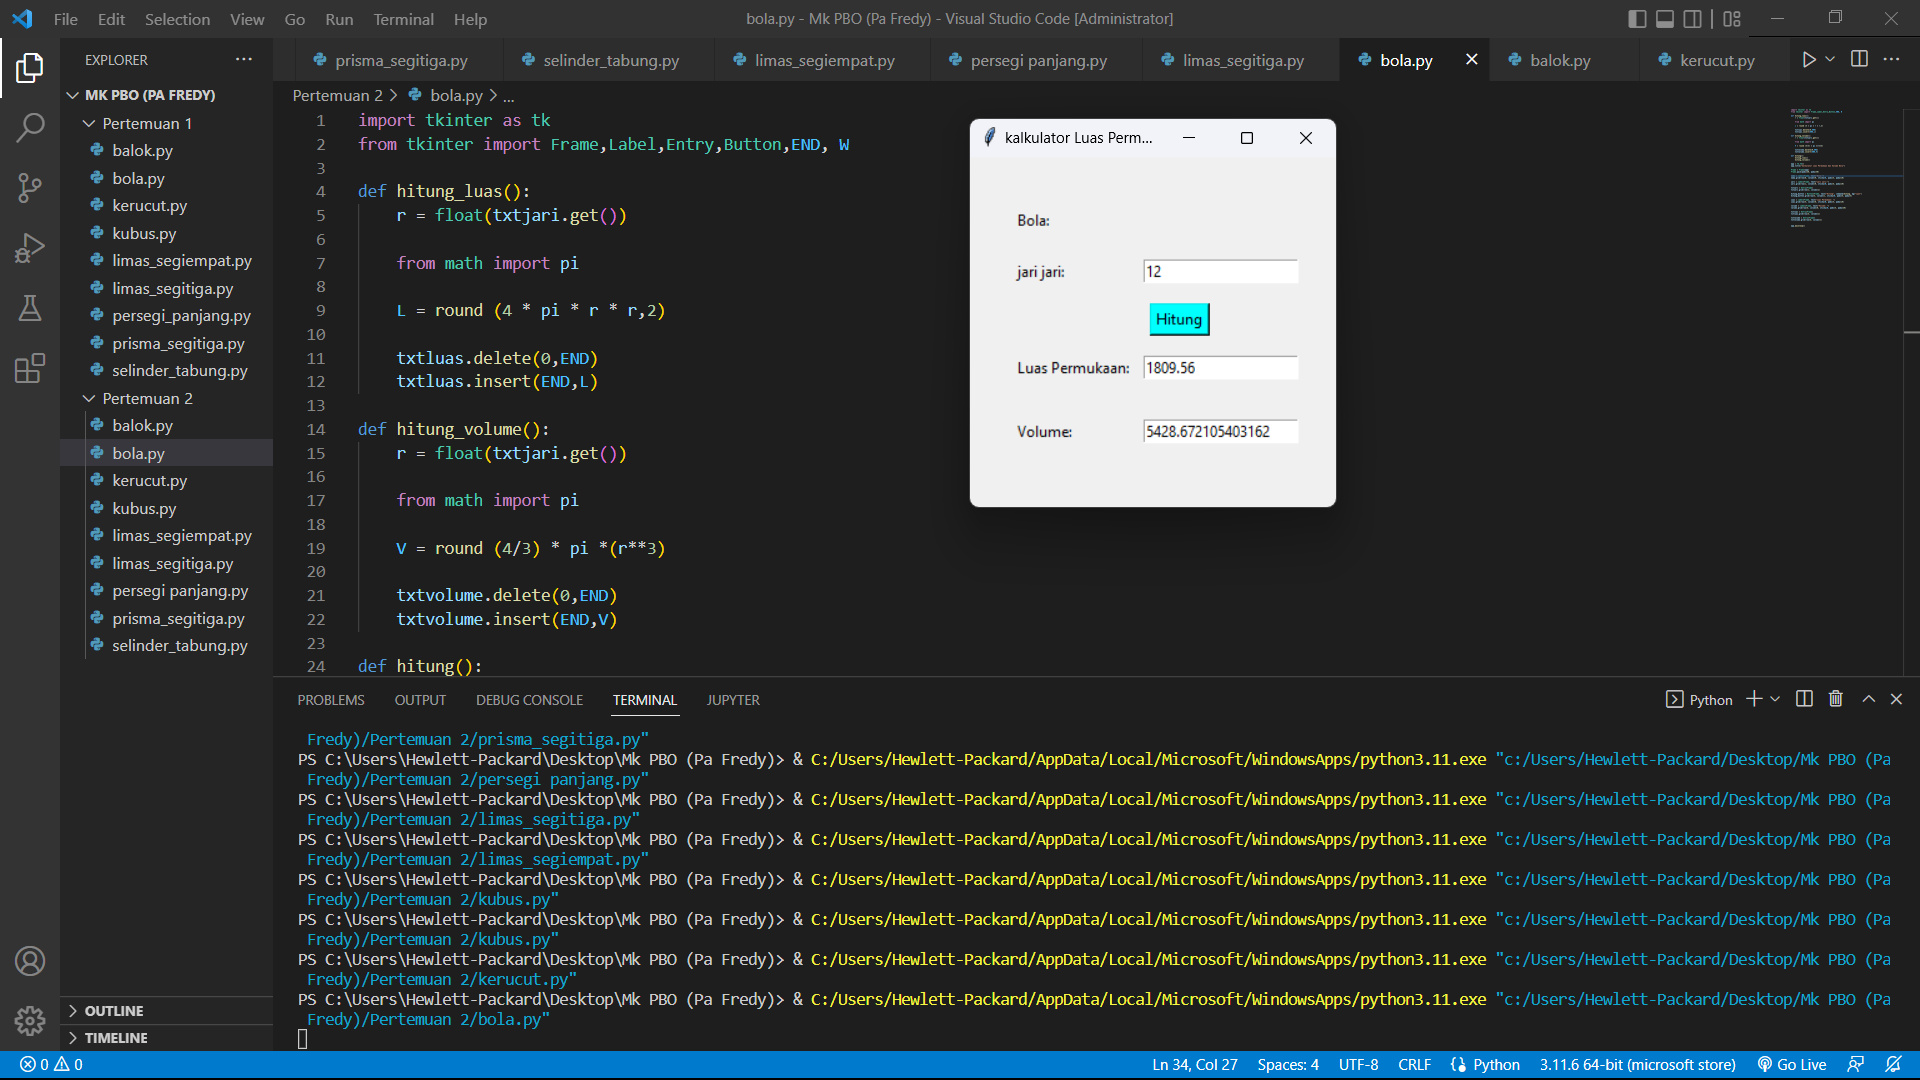 File Edit Selection View Go Run Terminal Help
bola.py - Mk PBO (Pa Fredy) - Visual Studio Code [Administrator]
EXPLORER
prisma_segitiga.py selinder_tabung.py limas_segiempat.py persegi panjang.py limas_segitiga.py bola.py balok.py kerucut.py
MK PBO (PA FREDY)
Pertemuan 1
balok.py
bola.py
kerucut.py
kubus.py
limas_segiempat.py
limas_segitiga.py
persegi_panjang.py
prisma_segitiga.py
selinder_tabung.py
Pertemuan 2
balok.py
bola.py
kerucut.py
kubus.py
limas_segiempat.py
limas_segitiga.py
persegi panjang.py
prisma_segitiga.py
selinder_tabung.py
OUTLINE
TIMELINE
Pertemuan 2 > bola.py > ...
1 import tkinter as tk
2 from tkinter import Frame,Label,Entry,Button,END, W
3
4 def hitung_luas():
5 r = float(txtjari.get())
6
7 from math import pi
8
9 L = round (4 * pi * r * r,2)
10
11 txtluas.delete(0,END)
12 txtluas.insert(END,L)
13
14 def hitung_volume():
15 r = float(txtjari.get())
16
17 from math import pi
18
19 V = round (4/3) * pi *(r**3)
20
21 txtvolume.delete(0,END)
22 txtvolume.insert(END,V)
23
24 def hitung():
kalkulator Luas Perm...
Bola:
jari jari: 12
Hitung
Luas Permukaan: 1809.56
Volume: 5428.672105403162
PROBLEMS OUTPUT DEBUG CONSOLE TERMINAL JUPYTER
Python
Fredy)/Pertemuan 2/prisma_segitiga.py"
PS C:\Users\Hewlett-Packard\Desktop\Mk PBO (Pa Fredy)> & C:/Users/Hewlett-Packard/AppData/Local/Microsoft/WindowsApps/python3.11.exe "c:/Users/Hewlett-Packard/Desktop/Mk PBO (Pa
Fredy)/Pertemuan 2/persegi panjang.py"
PS C:\Users\Hewlett-Packard\Desktop\Mk PBO (Pa Fredy)> & C:/Users/Hewlett-Packard/AppData/Local/Microsoft/WindowsApps/python3.11.exe "c:/Users/Hewlett-Packard/Desktop/Mk PBO (Pa
Fredy)/Pertemuan 2/limas_segitiga.py"
PS C:\Users\Hewlett-Packard\Desktop\Mk PBO (Pa Fredy)> & C:/Users/Hewlett-Packard/AppData/Local/Microsoft/WindowsApps/python3.11.exe "c:/Users/Hewlett-Packard/Desktop/Mk PBO (Pa
Fredy)/Pertemuan 2/limas_segiempat.py"
PS C:\Users\Hewlett-Packard\Desktop\Mk PBO (Pa Fredy)> & C:/Users/Hewlett-Packard/AppData/Local/Microsoft/WindowsApps/python3.11.exe "c:/Users/Hewlett-Packard/Desktop/Mk PBO (Pa
Fredy)/Pertemuan 2/kubus.py"
PS C:\Users\Hewlett-Packard\Desktop\Mk PBO (Pa Fredy)> & C:/Users/Hewlett-Packard/AppData/Local/Microsoft/WindowsApps/python3.11.exe "c:/Users/Hewlett-Packard/Desktop/Mk PBO (Pa
Fredy)/Pertemuan 2/kubus.py"
PS C:\Users\Hewlett-Packard\Desktop\Mk PBO (Pa Fredy)> & C:/Users/Hewlett-Packard/AppData/Local/Microsoft/WindowsApps/python3.11.exe "c:/Users/Hewlett-Packard/Desktop/Mk PBO (Pa
Fredy)/Pertemuan 2/kerucut.py"
PS C:\Users\Hewlett-Packard\Desktop\Mk PBO (Pa Fredy)> & C:/Users/Hewlett-Packard/AppData/Local/Microsoft/WindowsApps/python3.11.exe "c:/Users/Hewlett-Packard/Desktop/Mk PBO (Pa
Fredy)/Pertemuan 2/bola.py"
0 0 Ln 34, Col 27 Spaces: 4 UTF-8 CRLF Python 3.11.6 64-bit (microsoft store) Go Live